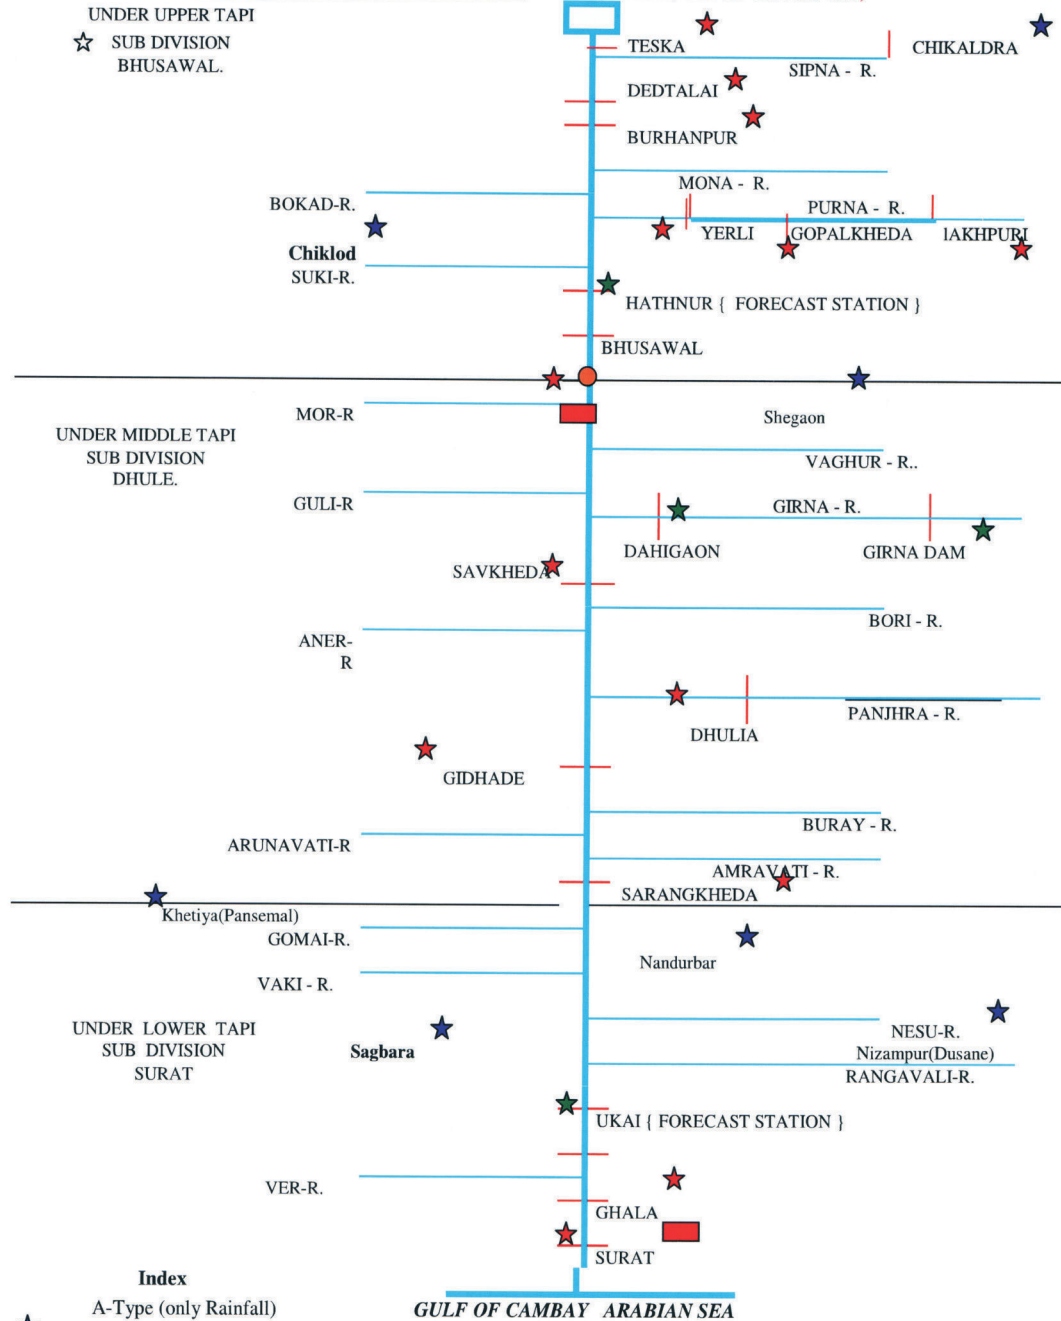 UNDER UPPER TAPI
SUB DIVISION
BHUSAWAL.
TESKA
CHIKALDRA
SIPNA - R.
DEDTALAI
BURHANPUR
MONA - R.
BOKAD-R.
PURNA - R.
YERLI
GOPALKHEDA
lAKHPURI
Chiklod
SUKI-R.
HATHNUR { FORECAST STATION }
BHUSAWAL
MOR-R
Shegaon
UNDER MIDDLE TAPI
SUB DIVISION
DHULE.
VAGHUR - R..
GULI-R
GIRNA - R.
DAHIGAON
GIRNA DAM
SAVKHEDA
BORI - R.
ANER-
R
PANJHRA - R.
DHULIA
GIDHADE
BURAY - R.
ARUNAVATI-R
AMRAVATI - R.
SARANGKHEDA
Khetiya(Pansemal)
GOMAI-R.
Nandurbar
VAKI - R.
UNDER LOWER TAPI
SUB DIVISION
SURAT
Sagbara
NESU-R.
Nizampur(Dusane)
RANGAVALI-R.
UKAI { FORECAST STATION }
VER-R.
GHALA
SURAT
Index
A-Type (only Rainfall)
GULF OF CAMBAY ARABIAN SEA